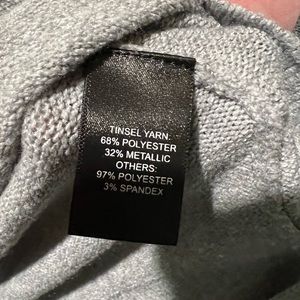 TINSEL YARN:
68% POLYESTER
32% METALLIC
OTHERS:
97% POLYESTER
3% SPANDEX